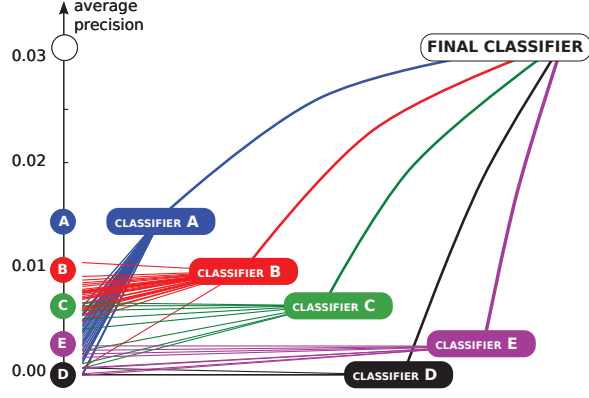 average
precision
0.03
FINAL CLASSIFIER
0.02
A
CLASSIFIER A
0.01
B
CLASSIFIER B
C
CLASSIFIER C
E
CLASSIFIER E
0.00
D
CLASSIFIER D